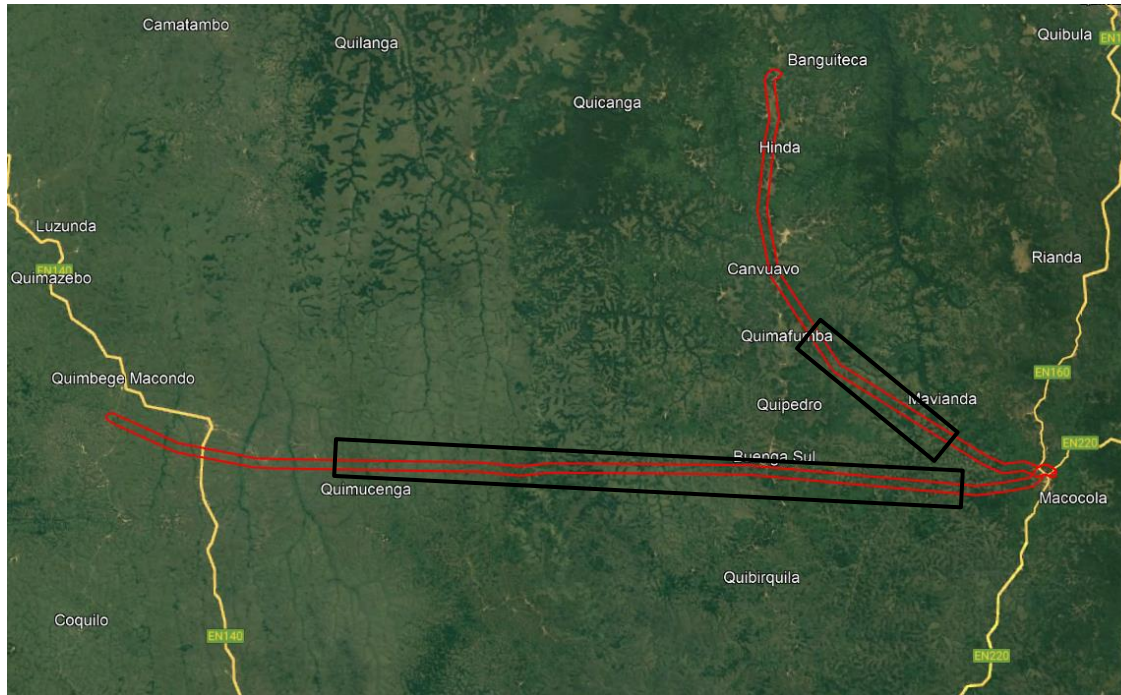 Camatambo
Quilanga
Quibula
Banguiteca
Quicanga
Hinda
Luzunda
EN140
Quimazebo
Canvuavo
Rianda
Quimafumba
EN160
Quimbege Macondo
Mavianda
Quipedro
EN220
Buenga Sul
Quimucenga
Macocola
Quibirquila
Coquilo
EN140
EN220